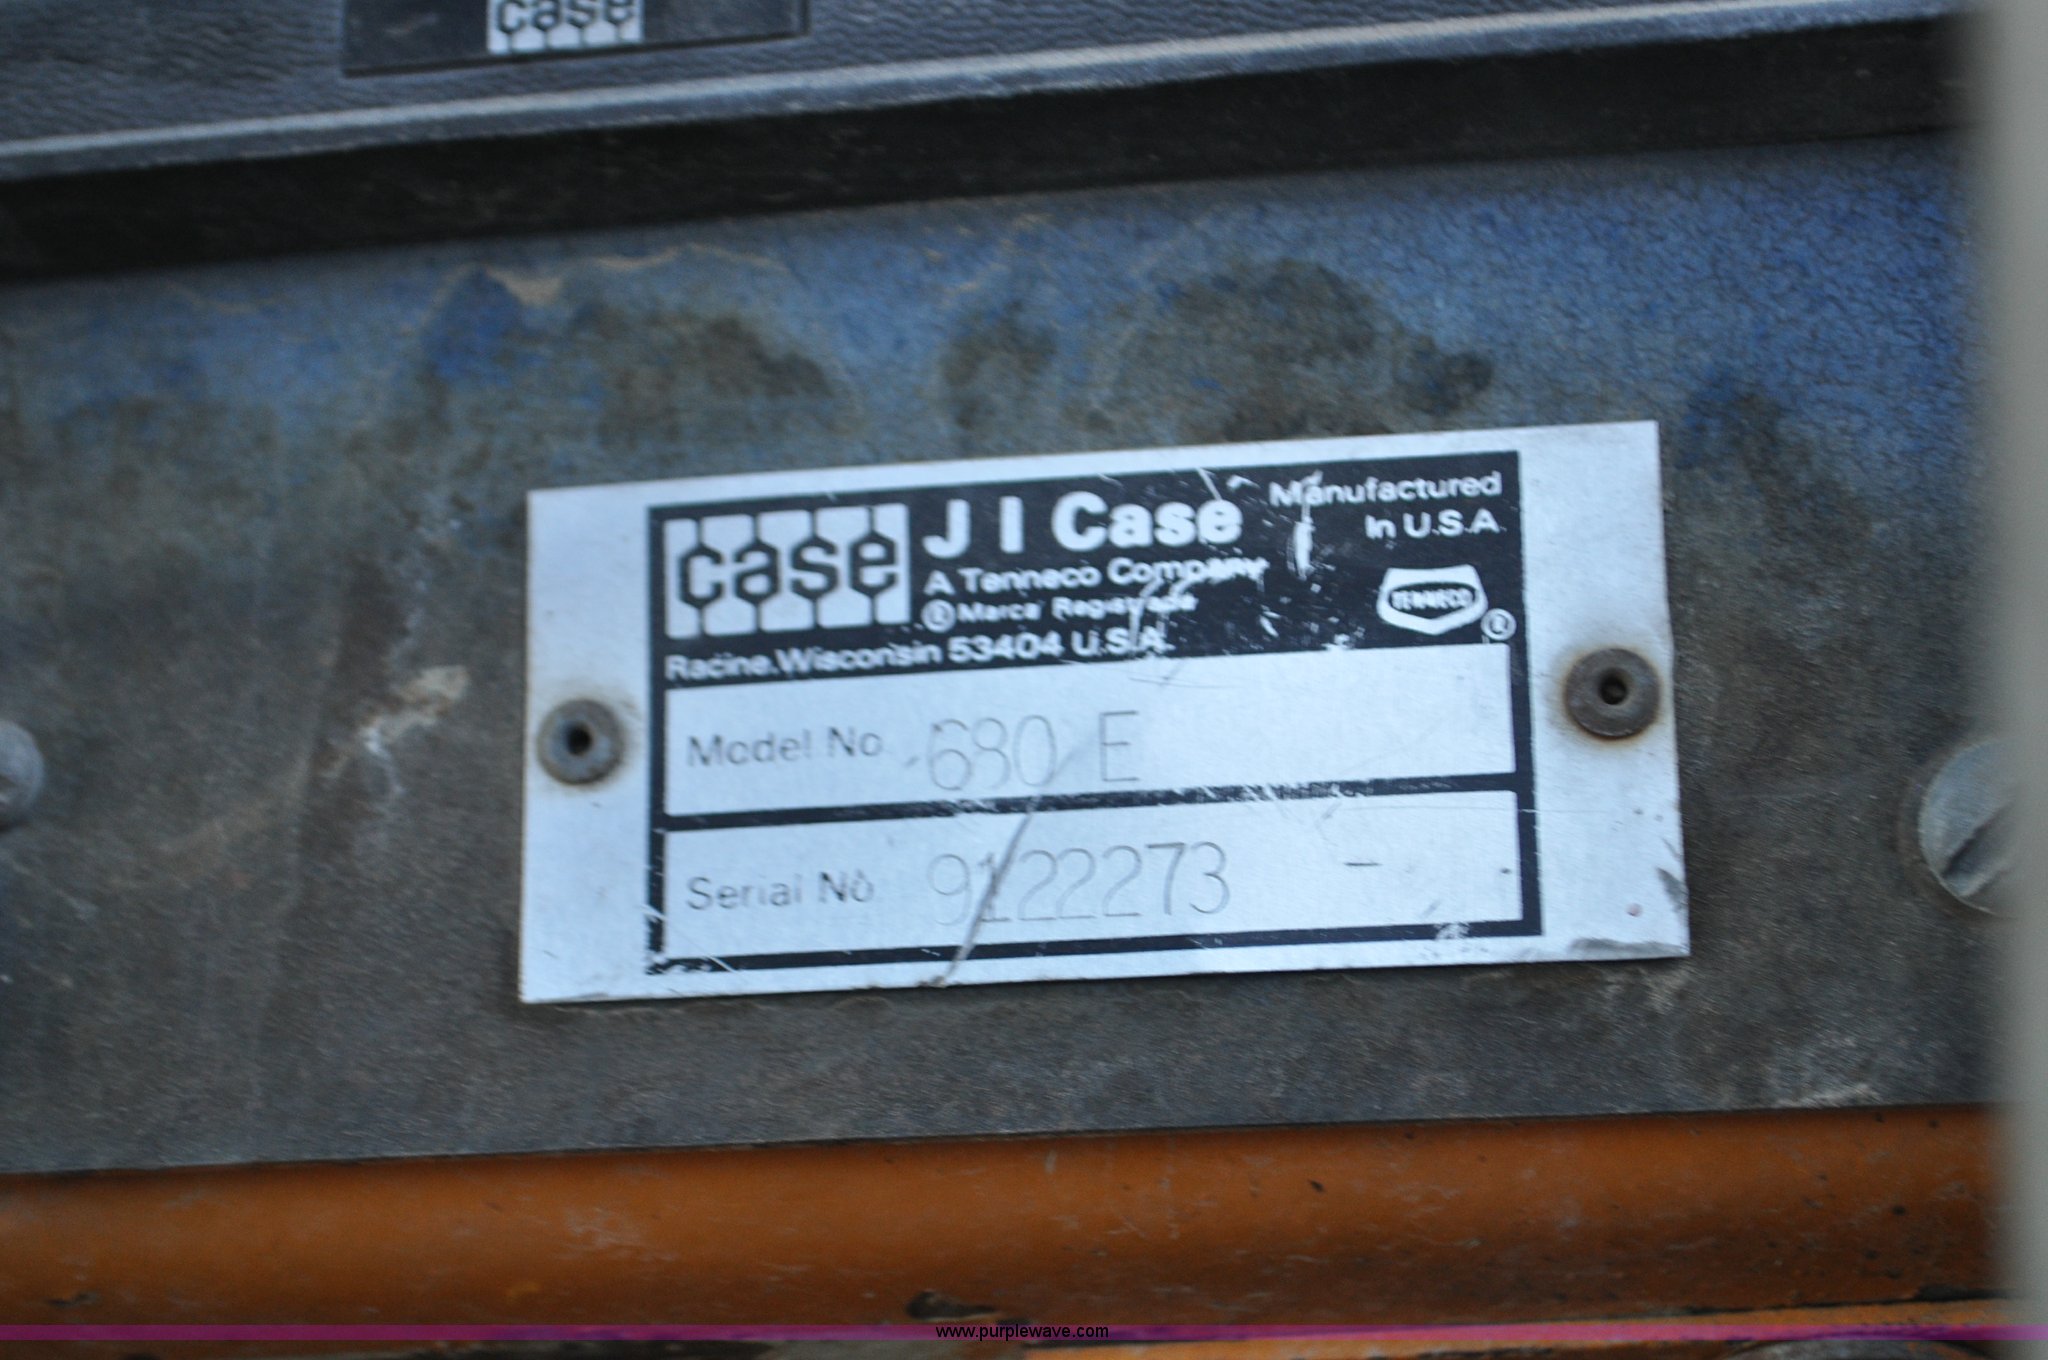 case
case
J I Case
Manufactured
In U.S.A.
A Tenneco Company
® Marca Registrada
TENNECO ®
Racine, Wisconsin 53404 U.S.A.
Model No 680 E
Serial No 9122273 -
www.purplewave.com